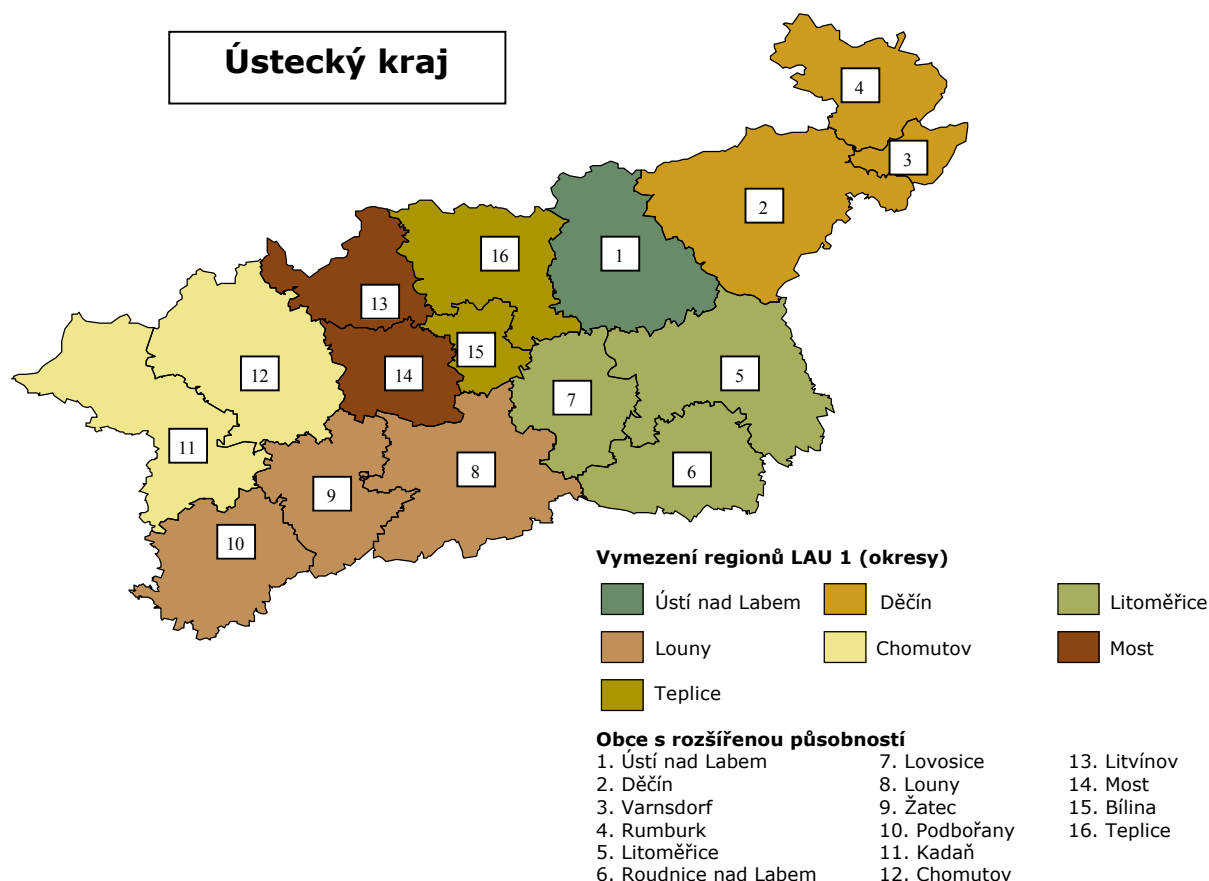 Ústecký kraj
4
3
2
1
16
13
15
14
12
5
7
11
6
8
9
10
Vymezení regionů LAU 1 (okresy)
Ústí nad Labem
Děčín
Litoměřice
Louny
Chomutov
Most
Teplice
Obce s rozšířenou působností
1. Ústí nad Labem
2. Děčín
3. Varnsdorf
4. Rumburk
5. Litoměřice
6. Roudnice nad Labem
7. Lovosice
8. Louny
9. Žatec
10. Podbořany
11. Kadaň
12. Chomutov
13. Litvínov
14. Most
15. Bílina
16. Teplice